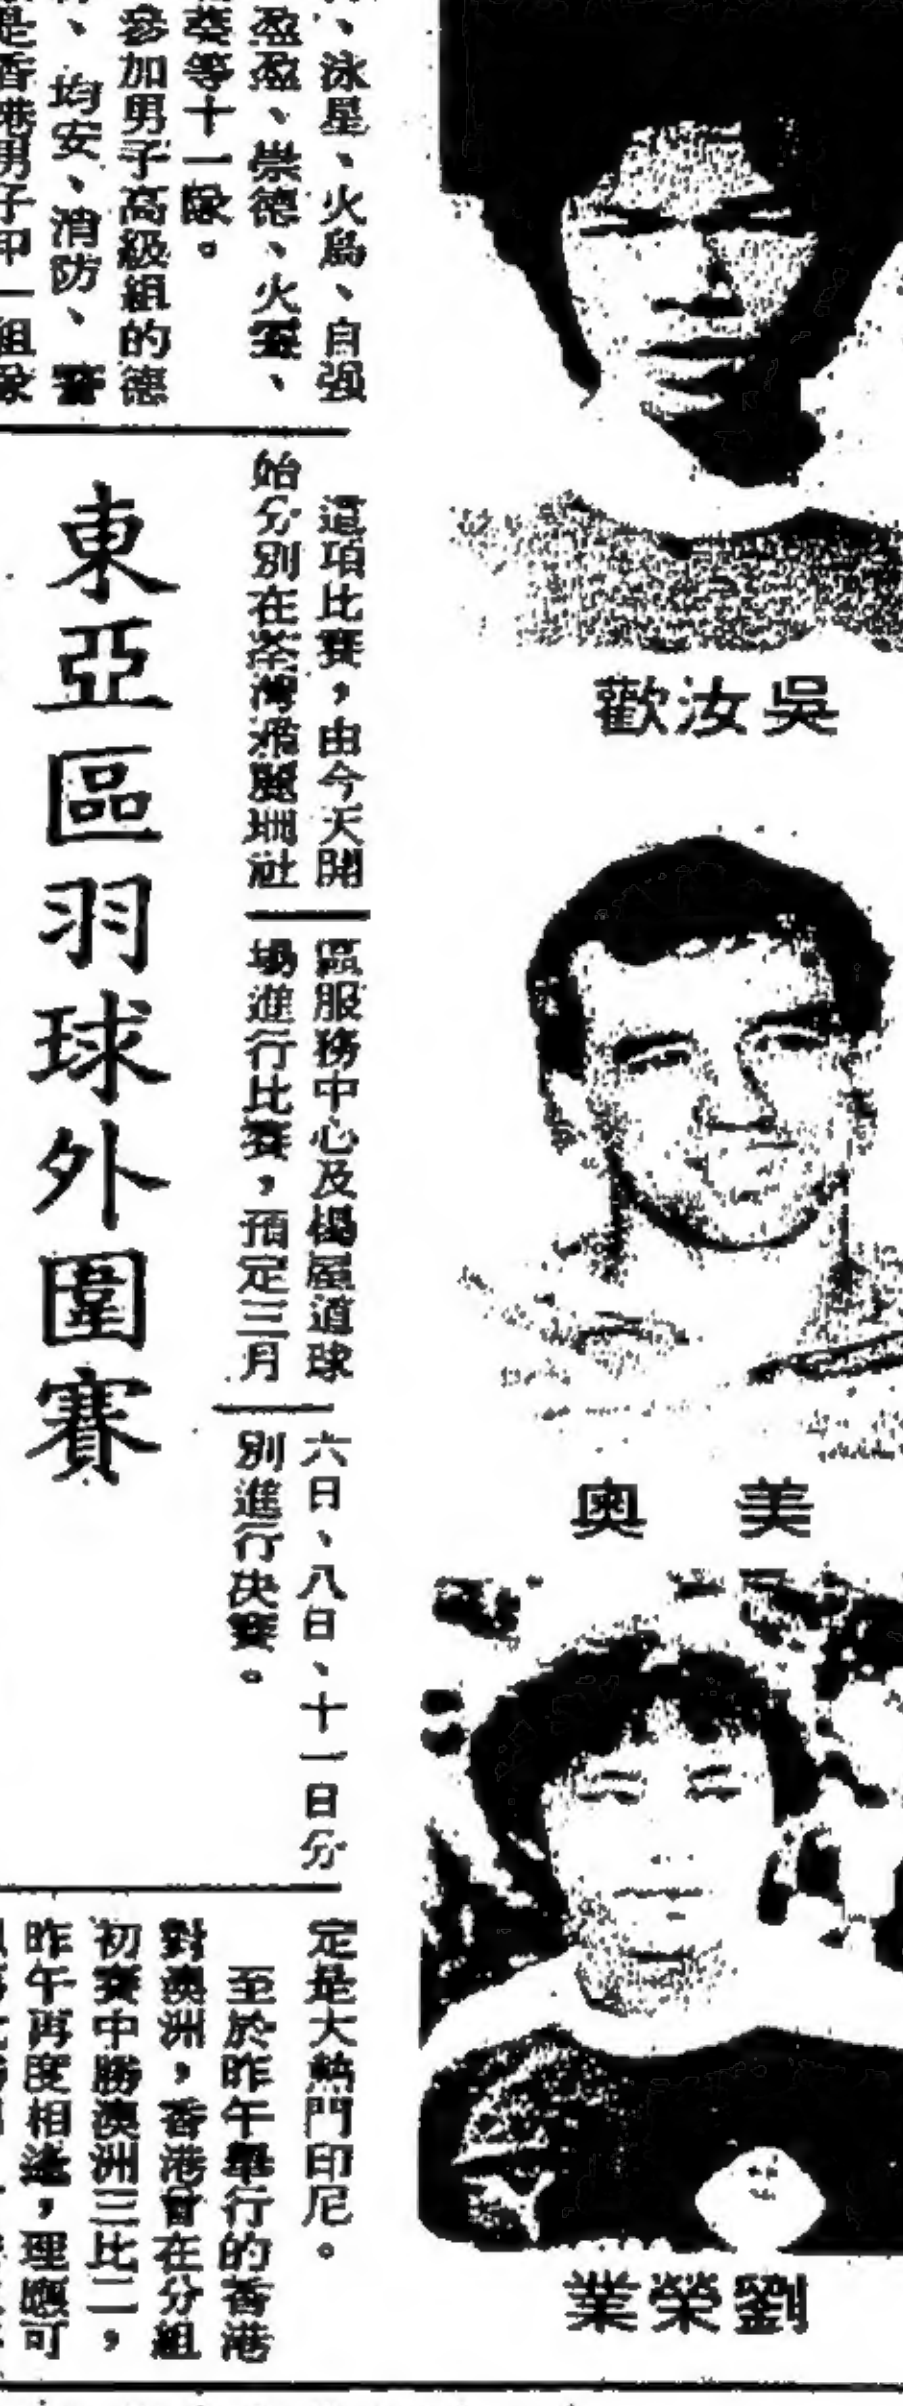 吳汝歡
美奧
劉榮業
、泳星、火鳥、自強
盈盈、崇德、火
葵等十一隊。
參加男子高級組的德
、均安、消防、
是香港男子甲一組
這項比賽，由今天開
始分別在荃灣雅麗珊社
區服務中心及楊屋道球
場進行比賽，預定三月
六日、八日、十一日分
別進行決賽。
東亞區羽球外圍賽
定是大熱門印尼。
至於昨午舉行的香港
對澳洲，香港曾在分組
初賽中勝澳洲三比二，
昨午再度相逢，理應可